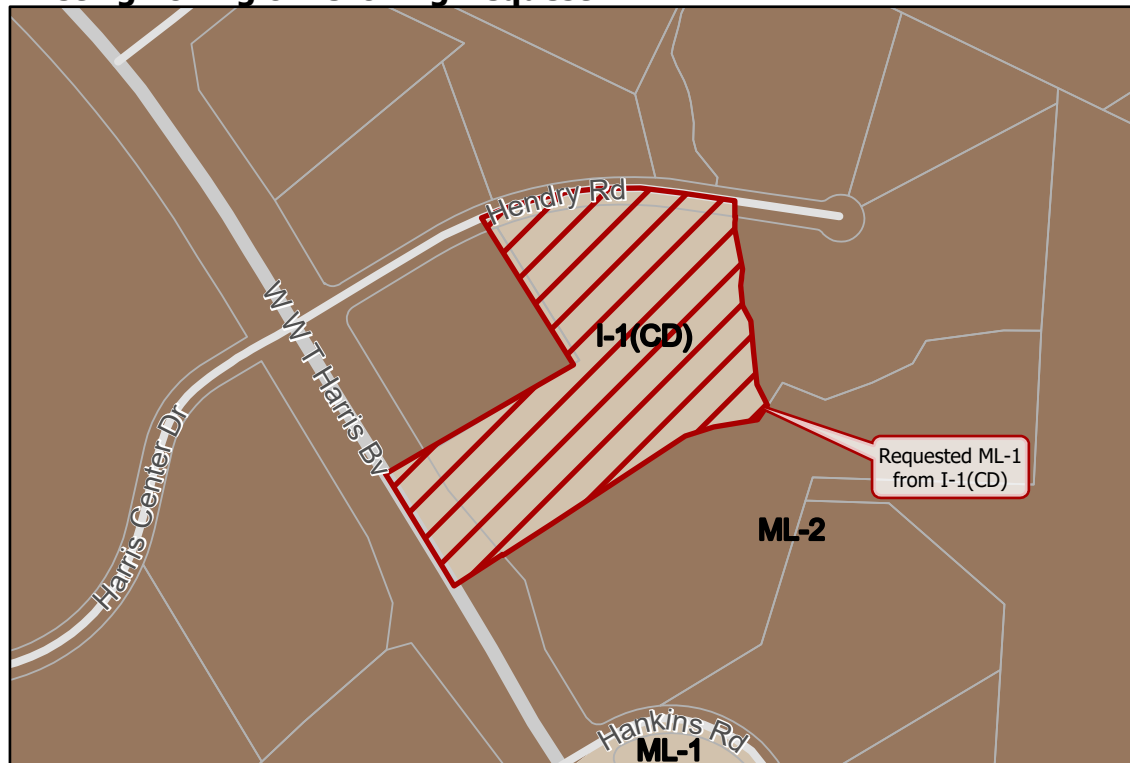 Hendry Rd
I-1(CD)
W W T Harris Bv
Harris Center Dr
Requested ML-1
from I-1(CD)
ML-2
Hankins Rd
ML-1